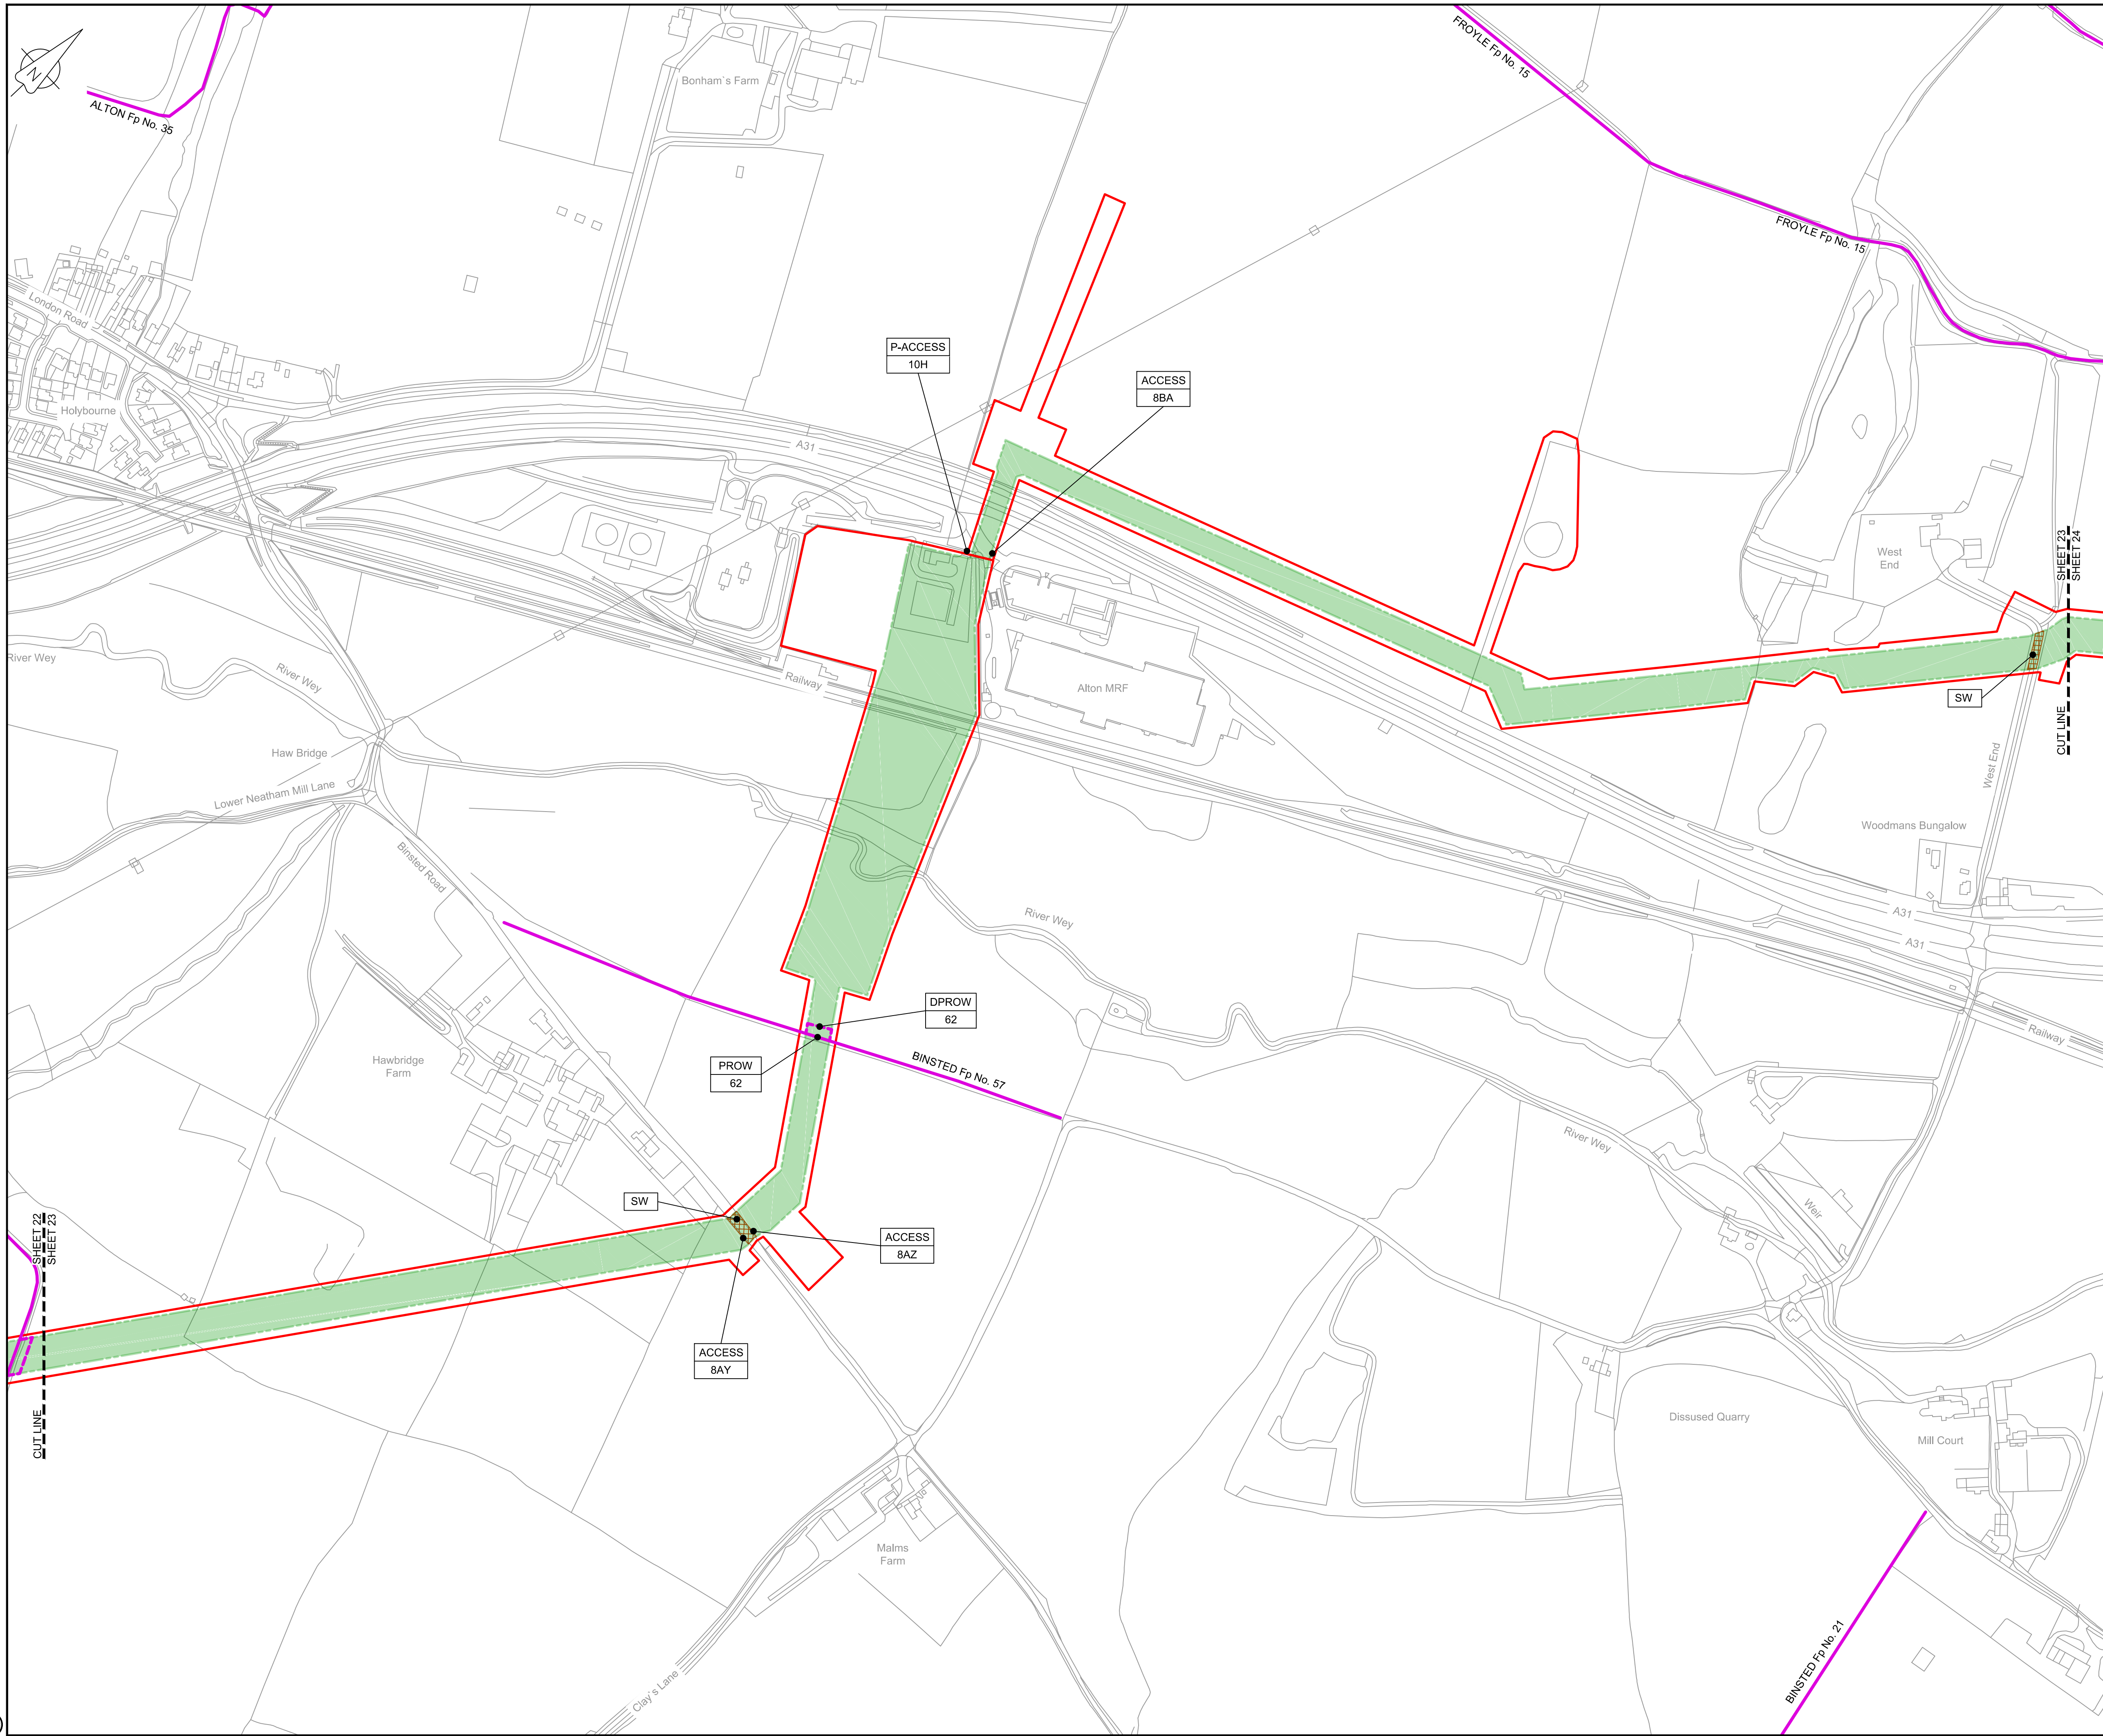 N
ALTON Fp No. 35
Bonham`s Farm
FROYLE Fp No. 15
FROYLE Fp No. 15
London Road
Holybourne
P-ACCESS
10H
ACCESS
8BA
A31
West
End
SHEET 23
SHEET 24
CUT LINE
SW
River Wey
River Wey
Railway
Alton MRF
Haw Bridge
Lower Neatham Mill Lane
West End
Woodmans Bungalow
Binsted Road
A31
A31
River Wey
DPROW
62
PROW
62
BINSTED Fp No. 57
Railway
Hawbridge
Farm
River Wey
SW
ACCESS
8AZ
Weir
SHEET 22
SHEET 23
CUT LINE
ACCESS
8AY
Dissused Quarry
Mill Court
Malms
Farm
Clay`s Lane
BINSTED Fp No. 21